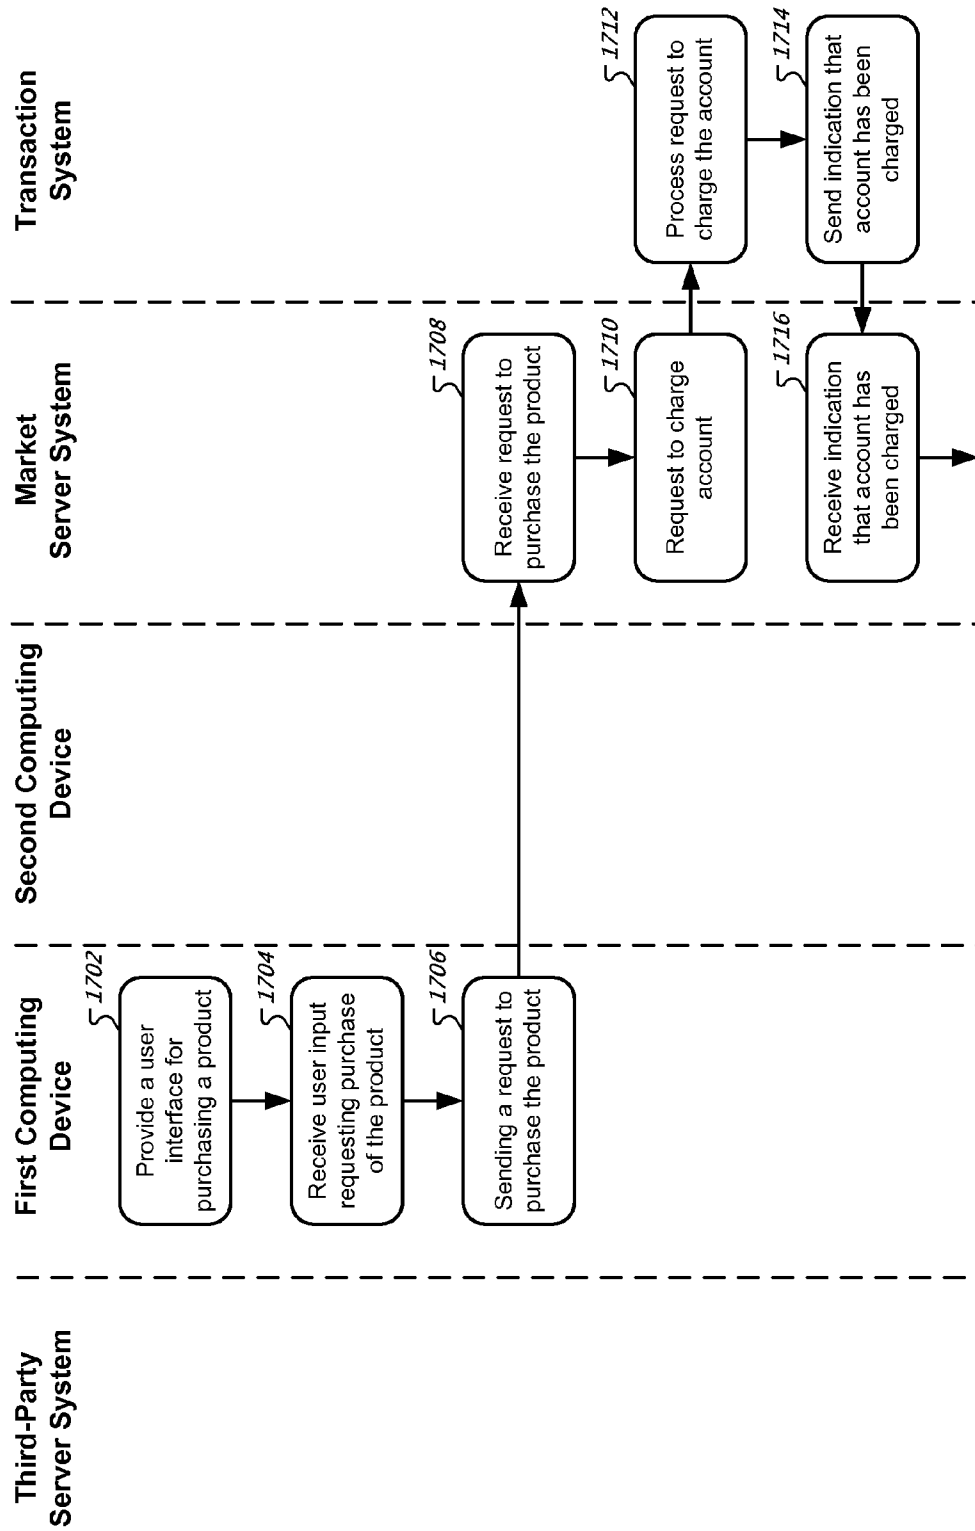 Third-Party
Server System
First Computing
Device
Second Computing
Device
Market
Server System
Transaction
System
1702
Provide a user
interface for
purchasing a product
1704
Receive user input
requesting purchase
of the product
1706
Sending a request to
purchase the product
1708
Receive request to
purchase the product
1710
Request to charge
account
1712
Process request to
charge the account
1714
Send indication that
account has been
charged
1716
Receive indication
that account has
been charged